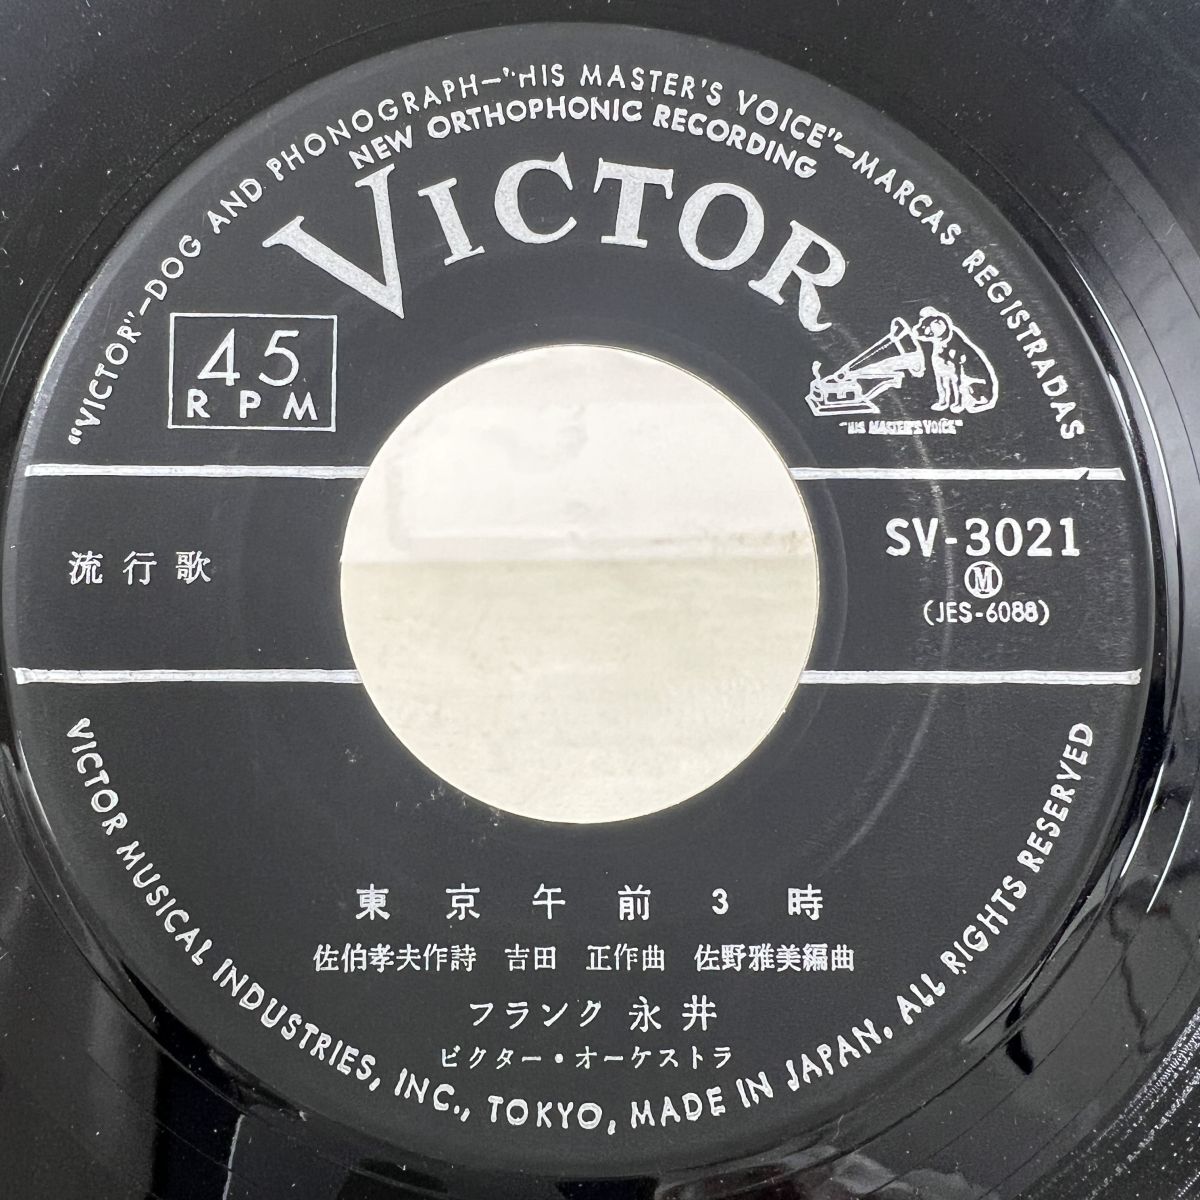 "VICTOR"—DOG AND PHONOGRAPH—"HIS MASTER'S VOICE"—MARCAS REGISTRADAS
NEW ORTHOPHONIC RECORDING
VICTOR
45
RPM
"HIS MASTER'S VOICE"
流行歌
SV-3021
Ⓜ
(JES-6088)
東京午前3時
佐伯孝夫作詩 吉田 正作曲 佐野雅美編曲
フランク永井
ビクター・オーケストラ
VICTOR MUSICAL INDUSTRIES, INC., TOKYO, MADE IN JAPAN. ALL RIGHTS RESERVED